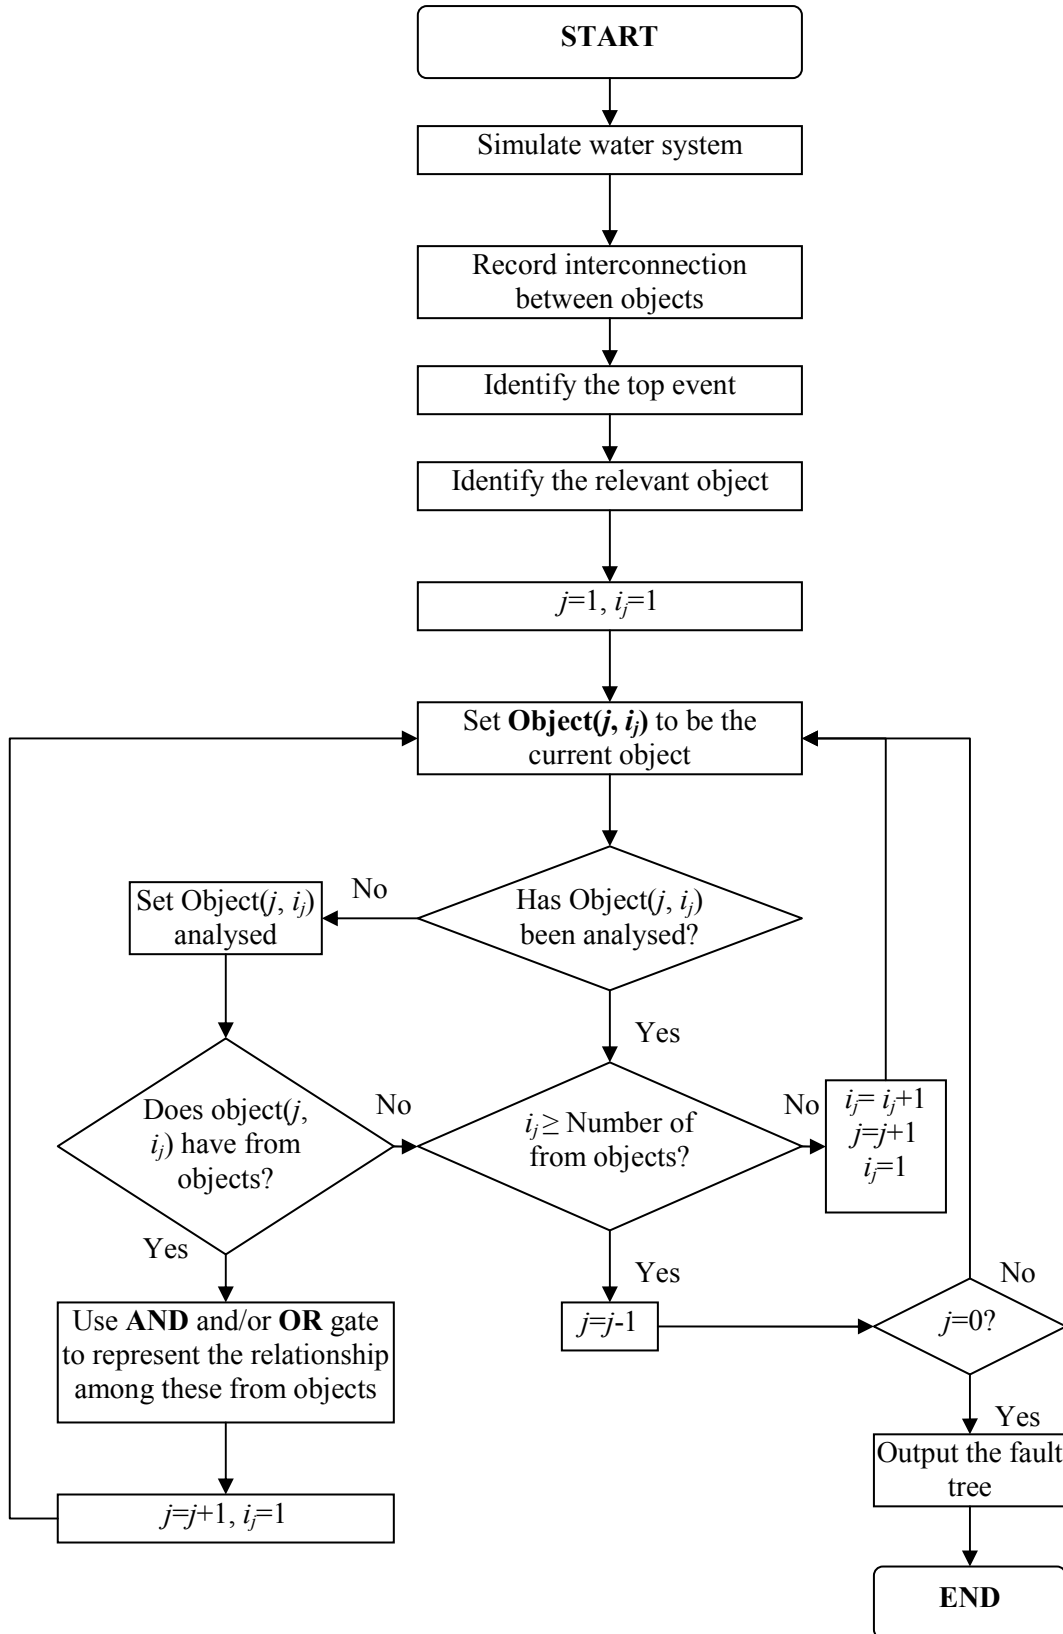 START
Simulate water system
Record interconnection
between objects
Identify the top event
Identify the relevant object
j=1, ij=1
Set Object(j, ij) to be the
current object
No
Set Object(j, ij)
analysed
Has Object(j, ij)
been analysed?
Yes
Does object(j,
ij) have from
objects?
No
ij ≥ Number of
from objects?
No
ij= ij+1
j=j+1
ij=1
Yes
Yes
No
Use AND and/or OR gate
to represent the relationship
among these from objects
j=j-1
j=0?
Yes
Output the fault
tree
j=j+1, ij=1
END